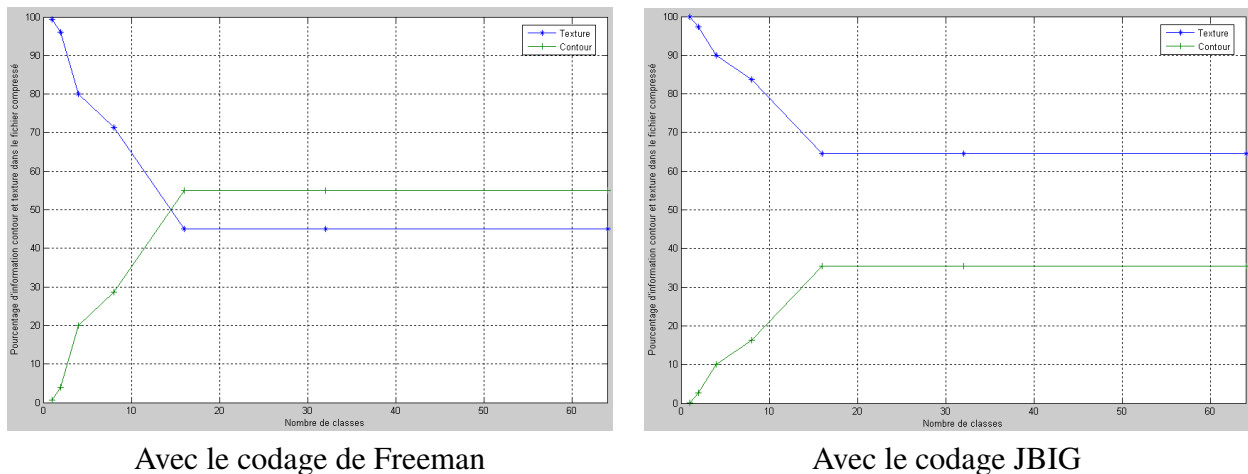 Pourcentage d'information contour et texture dans le fichier compressé
100
90
80
70
60
50
40
30
20
10
0
0 10 20 30 40 50 60
Nombre de classes
Texture
Contour
Avec le codage de Freeman
Pourcentage d'information contour et texture dans le fichier compressé
100
90
80
70
60
50
40
30
20
10
0
0 10 20 30 40 50 60
Nombre de classes
Texture
Contour
Avec le codage JBIG